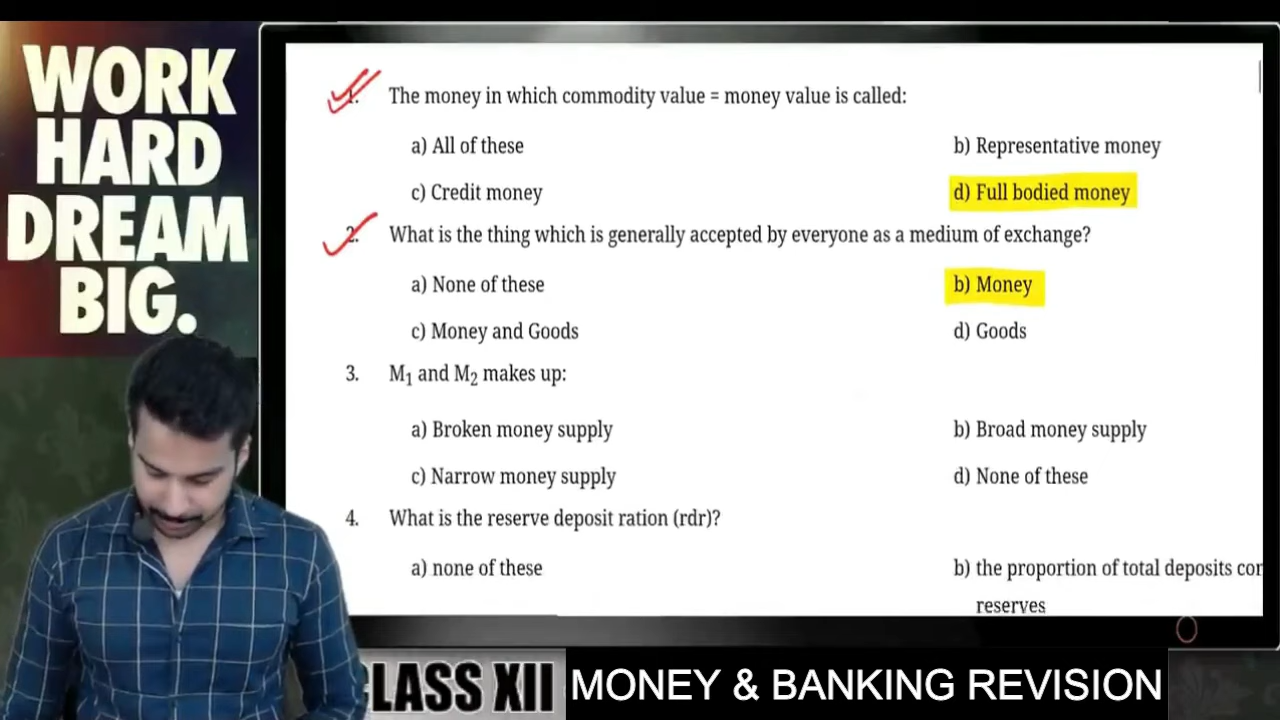 WORK
HARD
DREAM
BIG.
1. The money in which commodity value = money value is called:
a) All of these b) Representative money
c) Credit money d) Full bodied money
2. What is the thing which is generally accepted by everyone as a medium of exchange?
a) None of these b) Money
c) Money and Goods d) Goods
3. M₁ and M₂ makes up:
a) Broken money supply b) Broad money supply
c) Narrow money supply d) None of these
4. What is the reserve deposit ration (rdr)?
a) none of these b) the proportion of total deposits
reserves
CLASS XII MONEY & BANKING REVISION